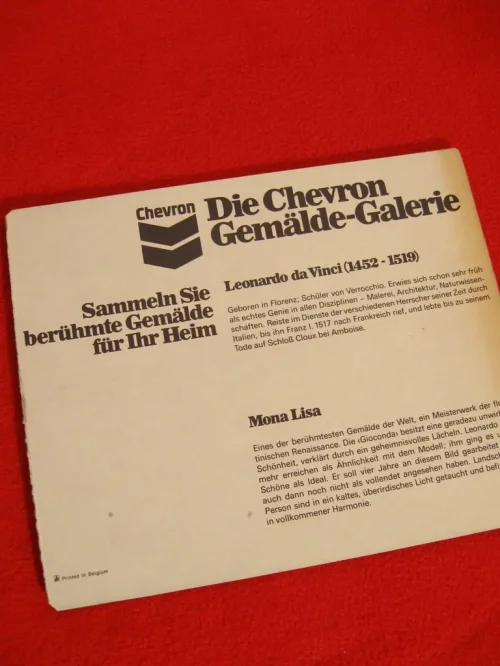 Chevron
Die Chevron
Gemälde-Galerie
Sammeln Sie
berühmte Gemälde
für Ihr Heim
Leonardo da Vinci (1452 - 1519)
Geboren in Florenz; Schüler von Verrocchio. Erwies sich schon sehr früh
als echtes Genie in allen Disziplinen – Malerei, Architektur, Naturwissen-
schaften. Reiste im Dienste der verschiedenen Herrscher seiner Zeit durch
Italien, bis ihn Franz I. 1517 nach Frankreich rief, und lebte bis zu seinem
Tode auf Schloß Cloux bei Amboise.
Mona Lisa
Eines der berühmtesten Gemälde der Welt, ein Meisterwerk der
tinischen Renaissance. Die ‹Gioconda› besitzt eine geradezu
Schönheit, verklärt durch ein geheimnisvolles Lächeln. Leonardo
mehr erreichen als Ähnlichkeit mit dem Modell; ihm ging es
Schöne als Ideal. Er soll vier Jahre an diesem Bild gearbeitet
auch dann noch nicht als vollendet angesehen haben.
Person sind in ein kaltes, überirdisches Licht getaucht und
in vollkommener Harmonie.
Printed in Belgium